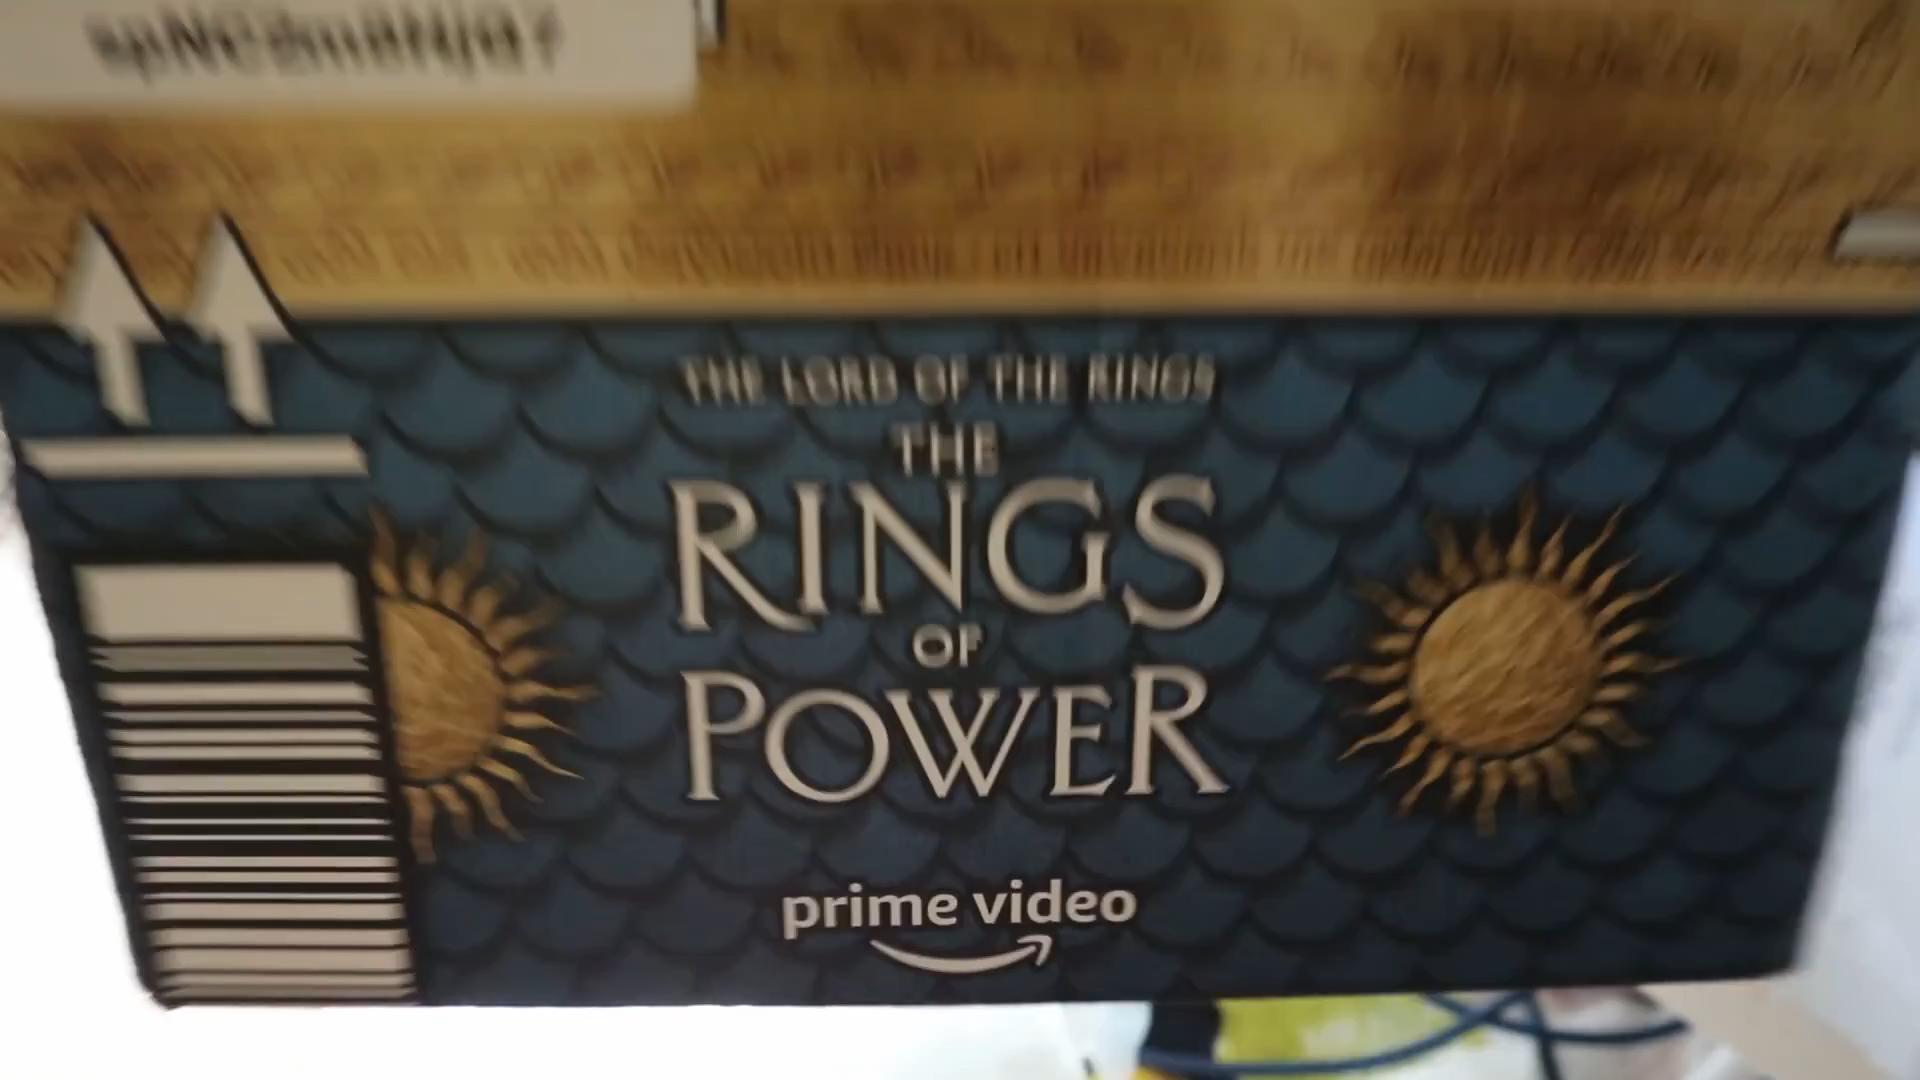 THE LORD OF THE RINGS
THE
RINGS
OF
POWER
prime video